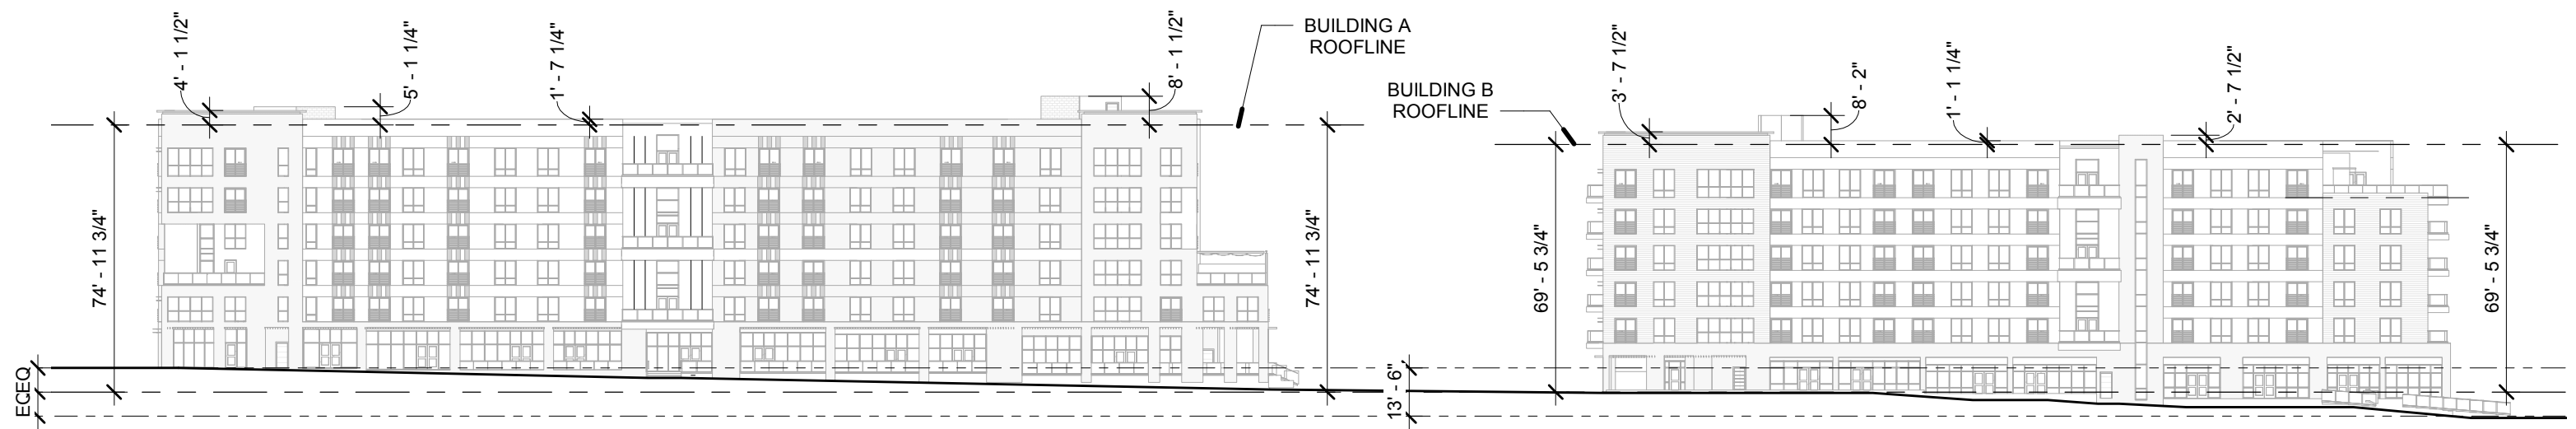 4' - 1 1/2"
5' - 1 1/4"
1' - 7 1/4"
8' - 1 1/2"
BUILDING A
ROOFLINE
BUILDING B
ROOFLINE
3' - 7 1/2"
8' - 2"
1' - 1 1/4"
2' - 7 1/2"
74' - 11 3/4"
74' - 11 3/4"
69' - 5 3/4"
69' - 5 3/4"
EQ
EQ
13' - 6"